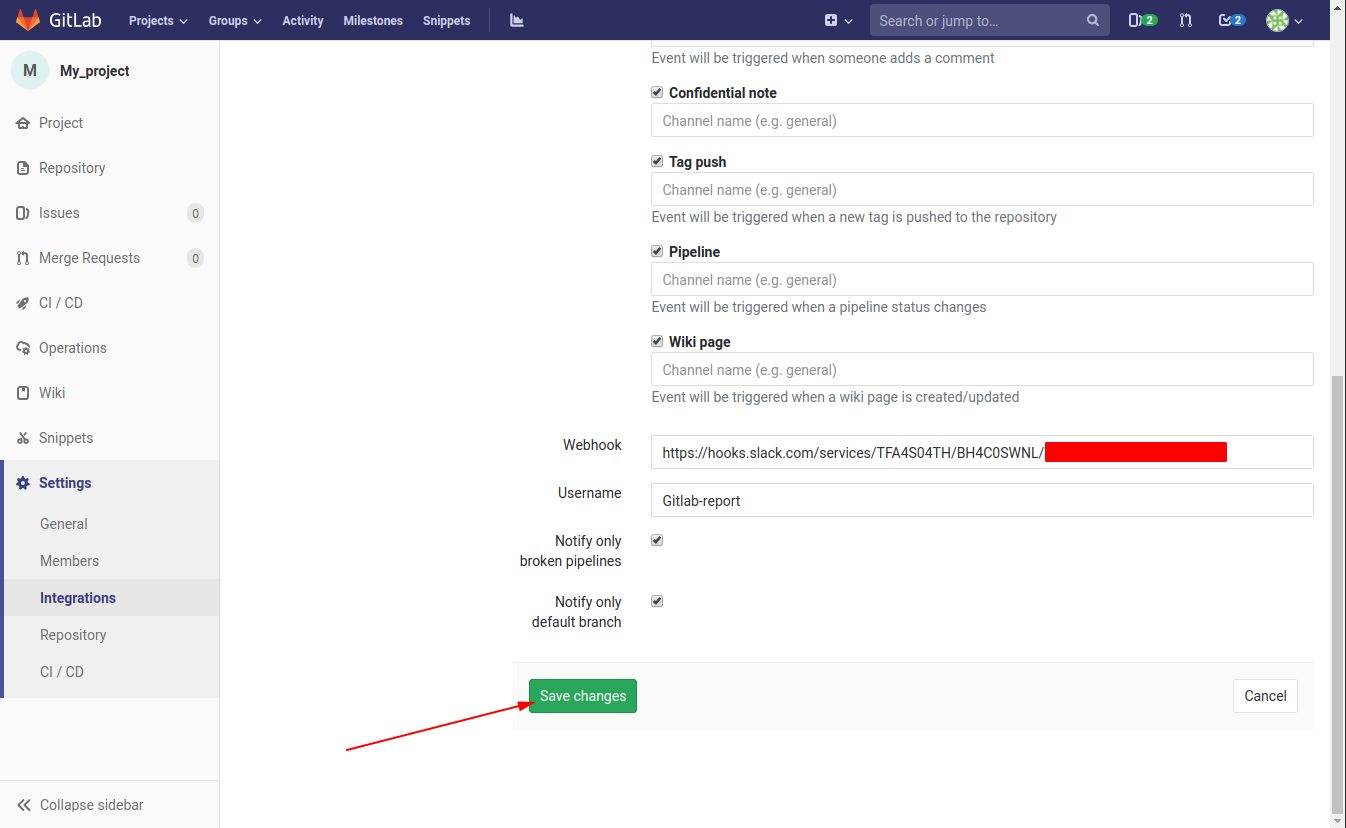 GitLab Projects Groups Activity Milestones Snippets Search or jump to... 2 2
M My_project
Project
Repository
Issues 0
Merge Requests 0
CI / CD
Operations
Wiki
Snippets
Settings
General
Members
Integrations
Repository
CI / CD
Collapse sidebar
Event will be triggered when someone adds a comment
Confidential note
Channel name (e.g. general)
Tag push
Channel name (e.g. general)
Event will be triggered when a new tag is pushed to the repository
Pipeline
Channel name (e.g. general)
Event will be triggered when a pipeline status changes
Wiki page
Channel name (e.g. general)
Event will be triggered when a wiki page is created/updated
Webhook https://hooks.slack.com/services/TFA4S04TH/BH4C0SWNL/
Username Gitlab-report
Notify only
broken pipelines
Notify only
default branch
Save changes Cancel